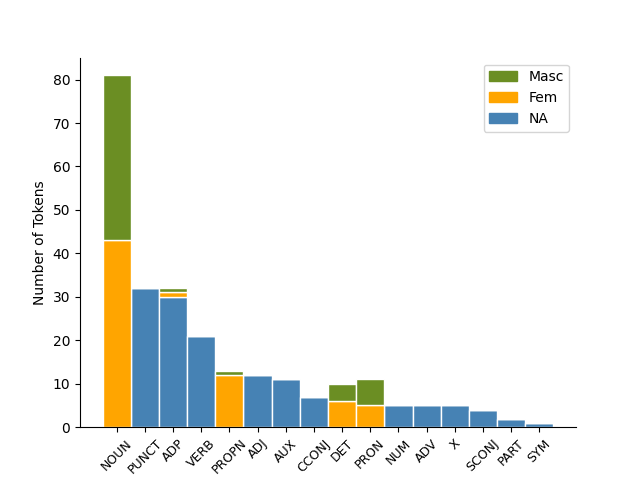 Masc
Fem
NA
Number of Tokens
80
70
60
50
40
30
20
10
0
NOUN
PUNCT
ADP
VERB
PROPN
ADJ
AUX
CCONJ
DET
PRON
NUM
ADV
X
SCONJ
PART
SYM